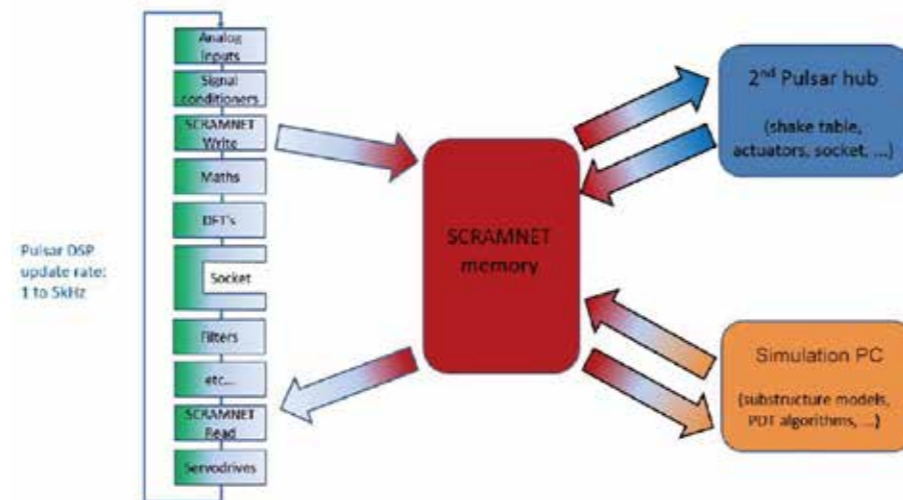 Analog
Inputs
Signal
conditioners
SCRAMNET
Write
Maths
DFT's
Socket
Filters
etc...
SCRAMNET
Read
Servodrives
Pulsar DSP
update rate:
1 to 5kHz
SCRAMNET
memory
2nd Pulsar hub
(shake table,
actuators, socket, ...)
Simulation PC
(substructure models,
PDT algorithms, ...)